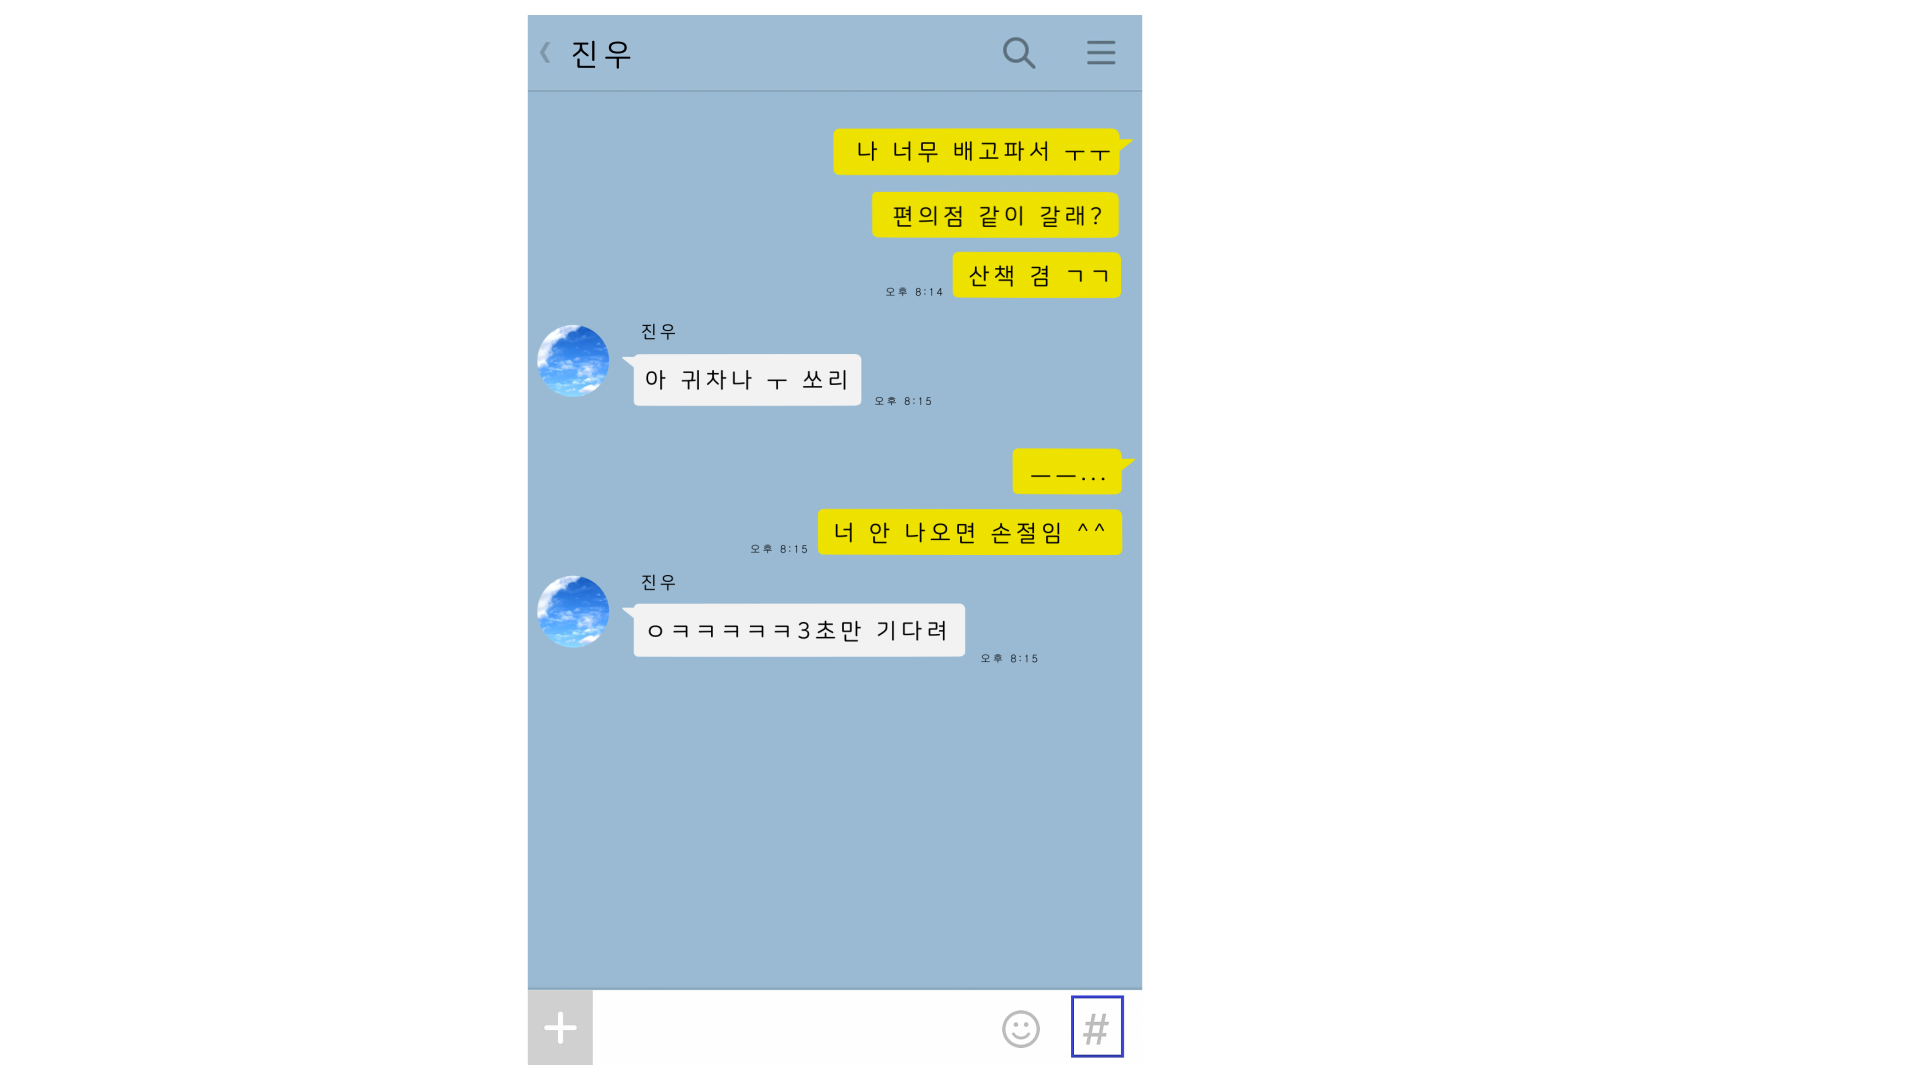 진우
나 너무 배고파서 ㅜㅜ
편의점 같이 갈래?
산책 겸 ㄱㄱ
오후 8:14
진우
아 귀차나 ㅜ 쏘리
오후 8:15
ㅡㅡ...
너 안 나오면 손절임 ^^
오후 8:15
진우
ㅇㅋㅋㅋㅋㅋ3초만 기다려
오후 8:15
#